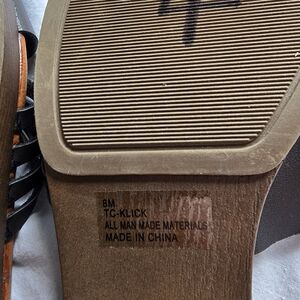 8M
TC-KLICK
ALL MAN MADE MATERIALS
MADE IN CHINA